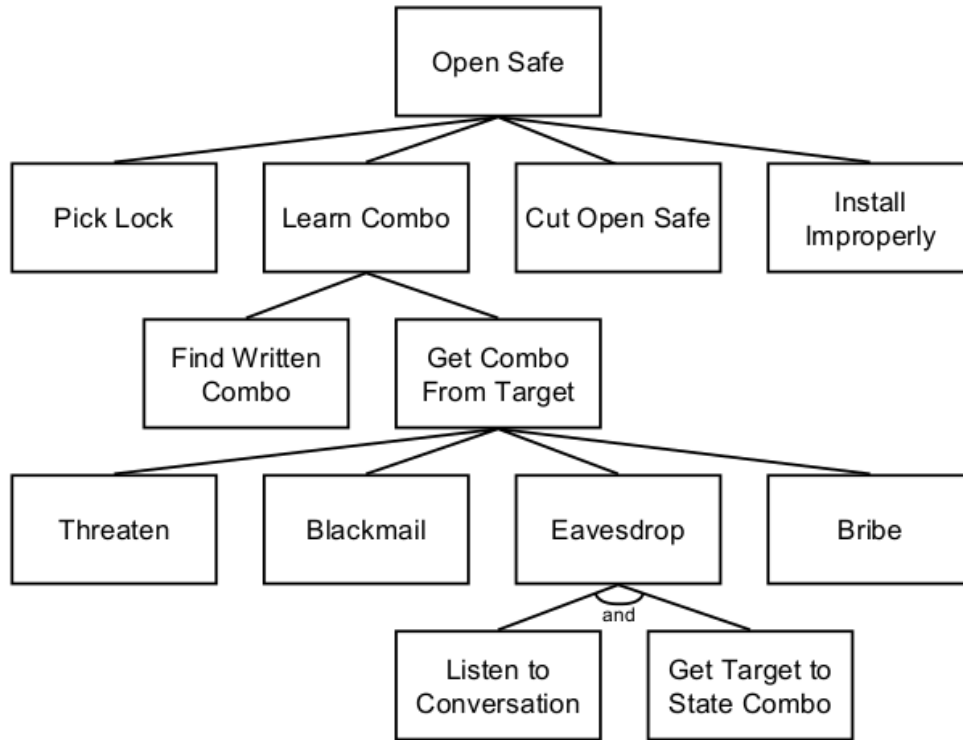 Open Safe
Pick Lock
Learn Combo
Cut Open Safe
Install
Improperly
Find Written
Combo
Get Combo
From Target
Threaten
Blackmail
Eavesdrop
Bribe
and
Listen to
Conversation
Get Target to
State Combo